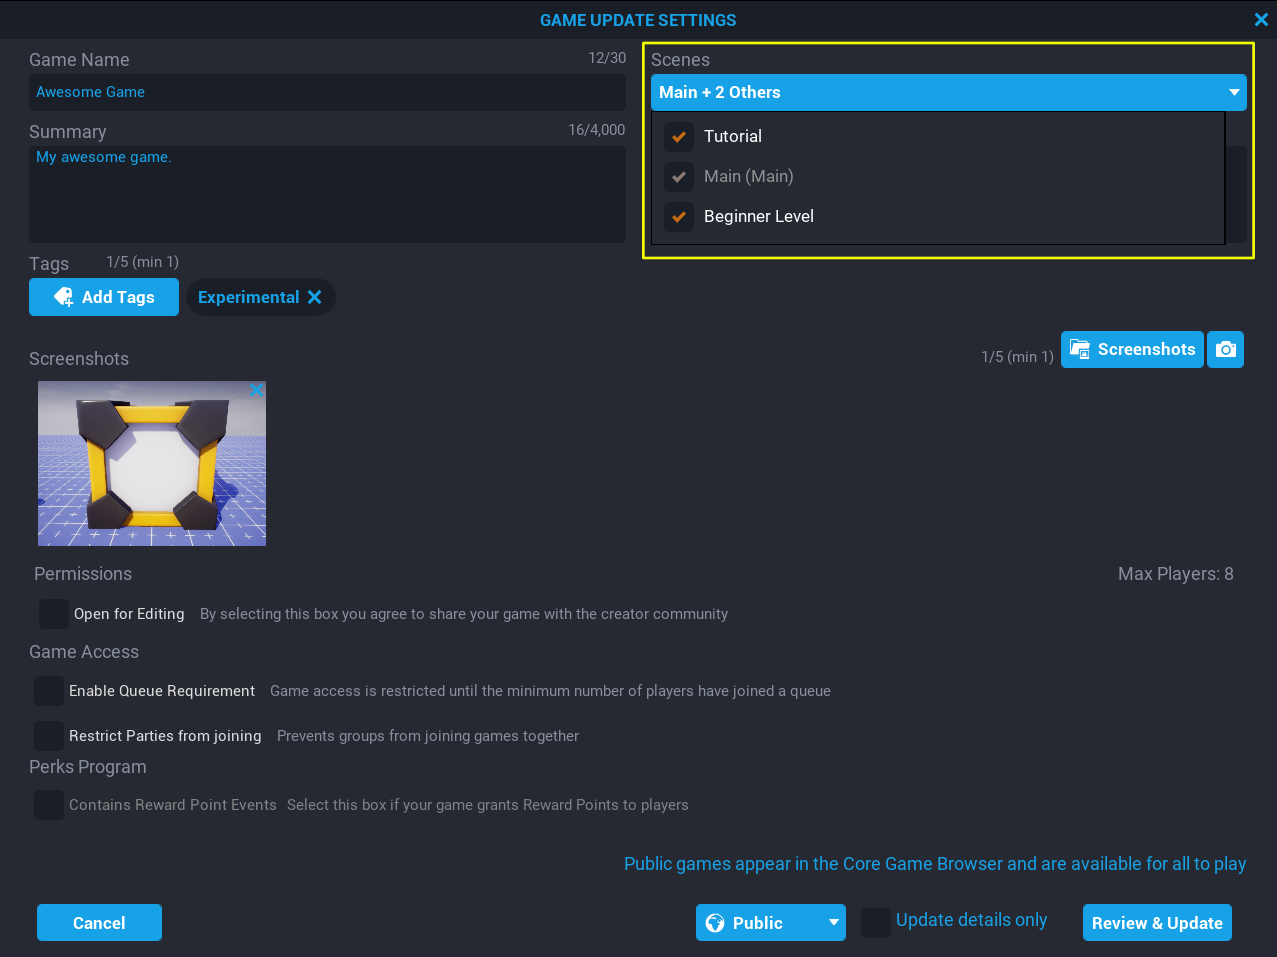 GAME UPDATE SETTINGS
Game Name 12/30
Awesome Game
Summary 16/4,000
My awesome game.
Scenes
Main + 2 Others
Tutorial
Main (Main)
Beginner Level
Tags 1/5 (min 1)
Add Tags Experimental
Screenshots 1/5 (min 1) Screenshots
Permissions Max Players: 8
Open for Editing By selecting this box you agree to share your game with the creator community
Game Access
Enable Queue Requirement Game access is restricted until the minimum number of players have joined a queue
Restrict Parties from joining Prevents groups from joining games together
Perks Program
Contains Reward Point Events Select this box if your game grants Reward Points to players
Public games appear in the Core Game Browser and are available for all to play
Cancel Public Update details only Review & Update